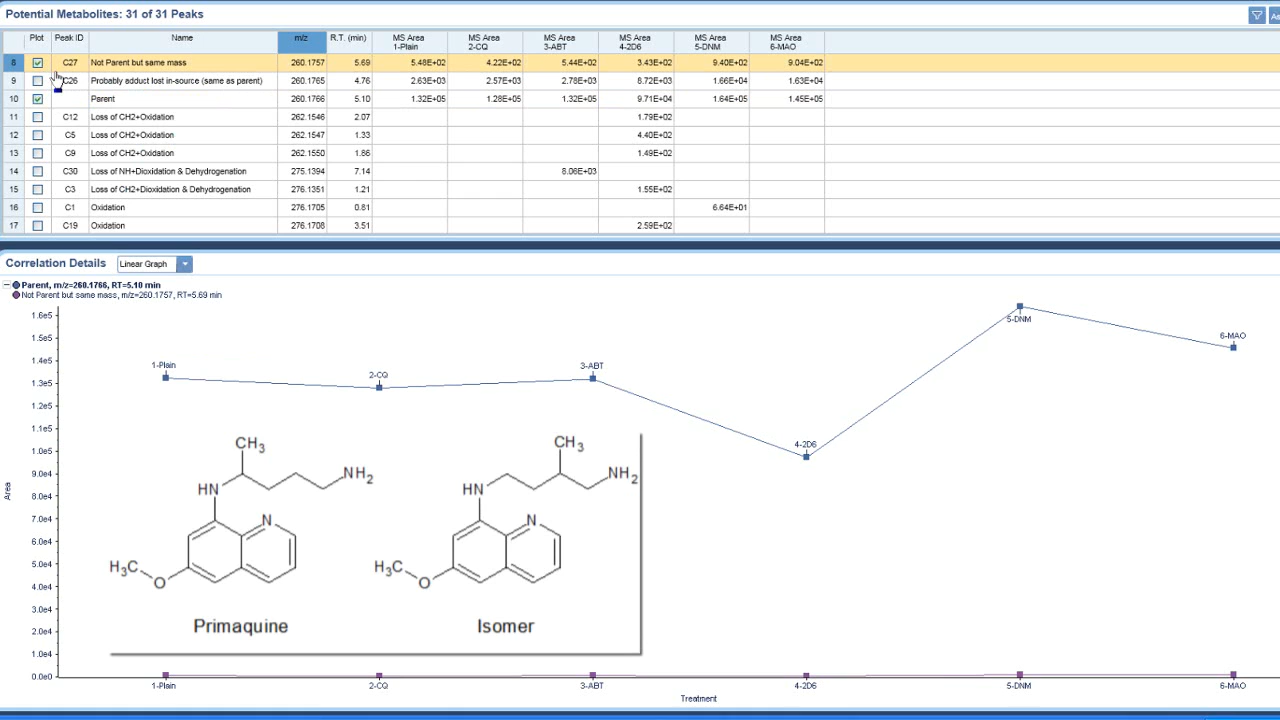 Potential Metabolites: 31 of 31 Peaks
As
Plot Peak ID Name m/z R.T. (min) MS Area 1-Plain MS Area 2-CQ MS Area 3-ABT MS Area 4-2D6 MS Area 5-DNM MS Area 6-MAO
8 C27 Not Parent but same mass 260.1757 5.69 5.48E+02 4.22E+02 5.44E+02 3.43E+02 9.40E+02 9.04E+02
9 C26 Probably adduct lost in-source (same as parent) 260.1765 4.76 2.63E+03 2.57E+03 2.78E+03 8.72E+03 1.66E+04 1.63E+04
10 Parent 260.1766 5.10 1.32E+05 1.28E+05 1.32E+05 9.71E+04 1.64E+05 1.45E+05
11 C12 Loss of CH2+Oxidation 262.1546 2.07 1.79E+02
12 C5 Loss of CH2+Oxidation 262.1547 1.33 4.40E+02
13 C9 Loss of CH2+Oxidation 262.1550 1.86 1.49E+02
14 C30 Loss of NH+Dioxidation & Dehydrogenation 275.1394 7.14 8.06E+03
15 C3 Loss of CH2+Dioxidation & Dehydrogenation 276.1351 1.21 1.55E+02
16 C1 Oxidation 276.1705 0.81 6.64E+01
17 C19 Oxidation 276.1708 3.51 2.59E+02
Correlation Details Linear Graph
Parent, m/z=260.1766, RT=5.10 min
Not Parent but same mass, m/z=260.1757, RT=5.69 min
1.6e5
1.5e5
1.4e5
1.3e5
1.2e5
1.1e5
1.0e5
9.0e4
8.0e4
7.0e4
6.0e4
5.0e4
4.0e4
3.0e4
2.0e4
1.0e4
0.0e0
Area
1-Plain
2-CQ
3-ABT
4-2D6
5-DNM
6-MAO
CH3
NH2
HN
N
H3C
O
Primaquine
CH3
NH2
HN
N
H3C
O
Isomer
1-Plain 2-CQ 3-ABT 4-2D6 5-DNM 6-MAO
Treatment